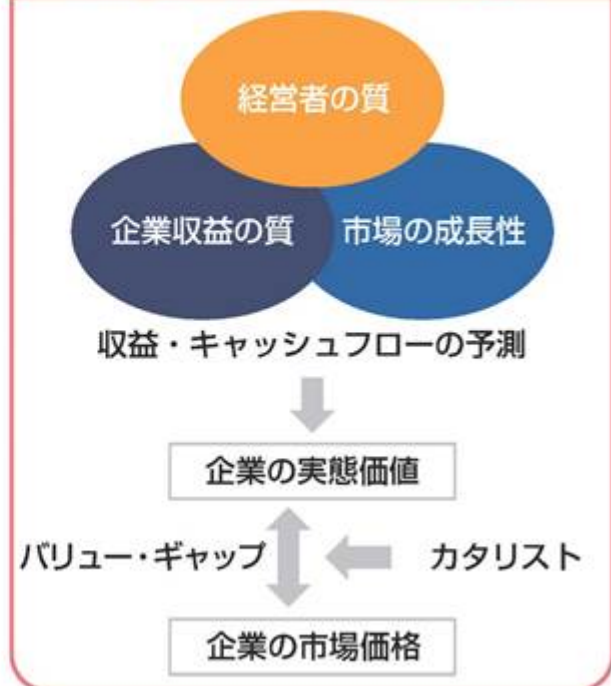 経営者の質
企業収益の質
市場の成長性
収益・キャッシュフローの予測
企業の実態価値
バリュー・ギャップ
カタリスト
企業の市場価格